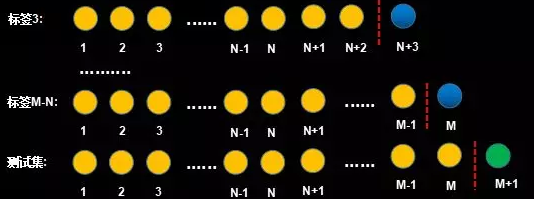 标签3:
...... 
1 2 3 N-1 N N+1 N+2 N+3
..........
标签M-N:
...... ......
1 2 3 N-1 N N+1 M-1 M
测试集:
...... ......
1 2 3 N-1 N N+1 M-1 M M+1